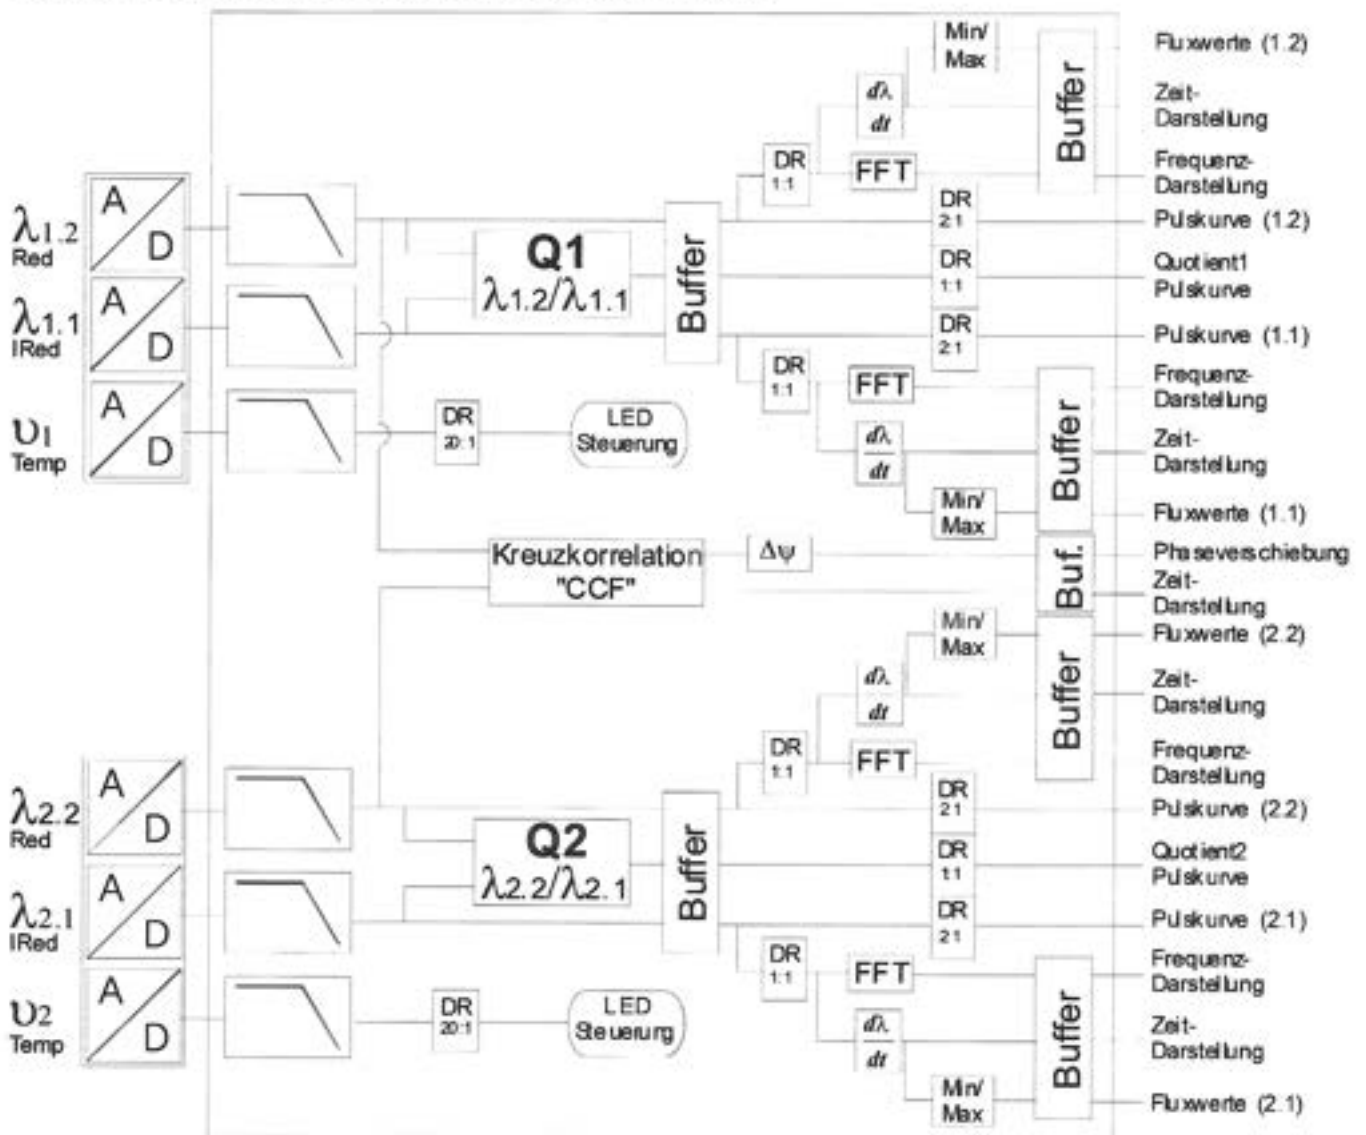 Min/
Max
Fluxwerte (1.2)
Buffer
dλ
dt
Zeit-
Darstellung
DR
1:1
FFT
Frequenz-
Darstellung
A
D
λ1.2
Red
DR
2:1
Pulskurve (1.2)
Q1
λ1.2/λ1.1
Buffer
DR
1:1
Quotient1
Pulskurve
A
D
λ1.1
IRed
DR
2:1
Pulskurve (1.1)
DR
1:1
FFT
Frequenz-
Darstellung
A
D
υ1
Temp
DR
20:1
LED
Steuerung
dλ
dt
Buffer
Zeit-
Darstellung
Min/
Max
Fluxwerte (1.1)
Kreuzkorrelation
"CCF"
Δψ
Buf.
Phaseverschiebung
Zeit-
Darstellung
Min/
Max
Fluxwerte (2.2)
Buffer
dλ
dt
Zeit-
Darstellung
DR
1:1
FFT
Frequenz-
Darstellung
A
D
λ2.2
Red
DR
21
Pulskurve (2.2)
Q2
λ2.2/λ2.1
Buffer
DR
1:1
Quotient2
Pulskurve
A
D
λ2.1
IRed
DR
21
Pulskurve (2.1)
DR
1:1
FFT
Frequenz-
Darstellung
A
D
υ2
Temp
DR
20:1
LED
Steuerung
dλ
dt
Buffer
Zeit-
Darstellung
Min/
Max
Fluxwerte (2.1)